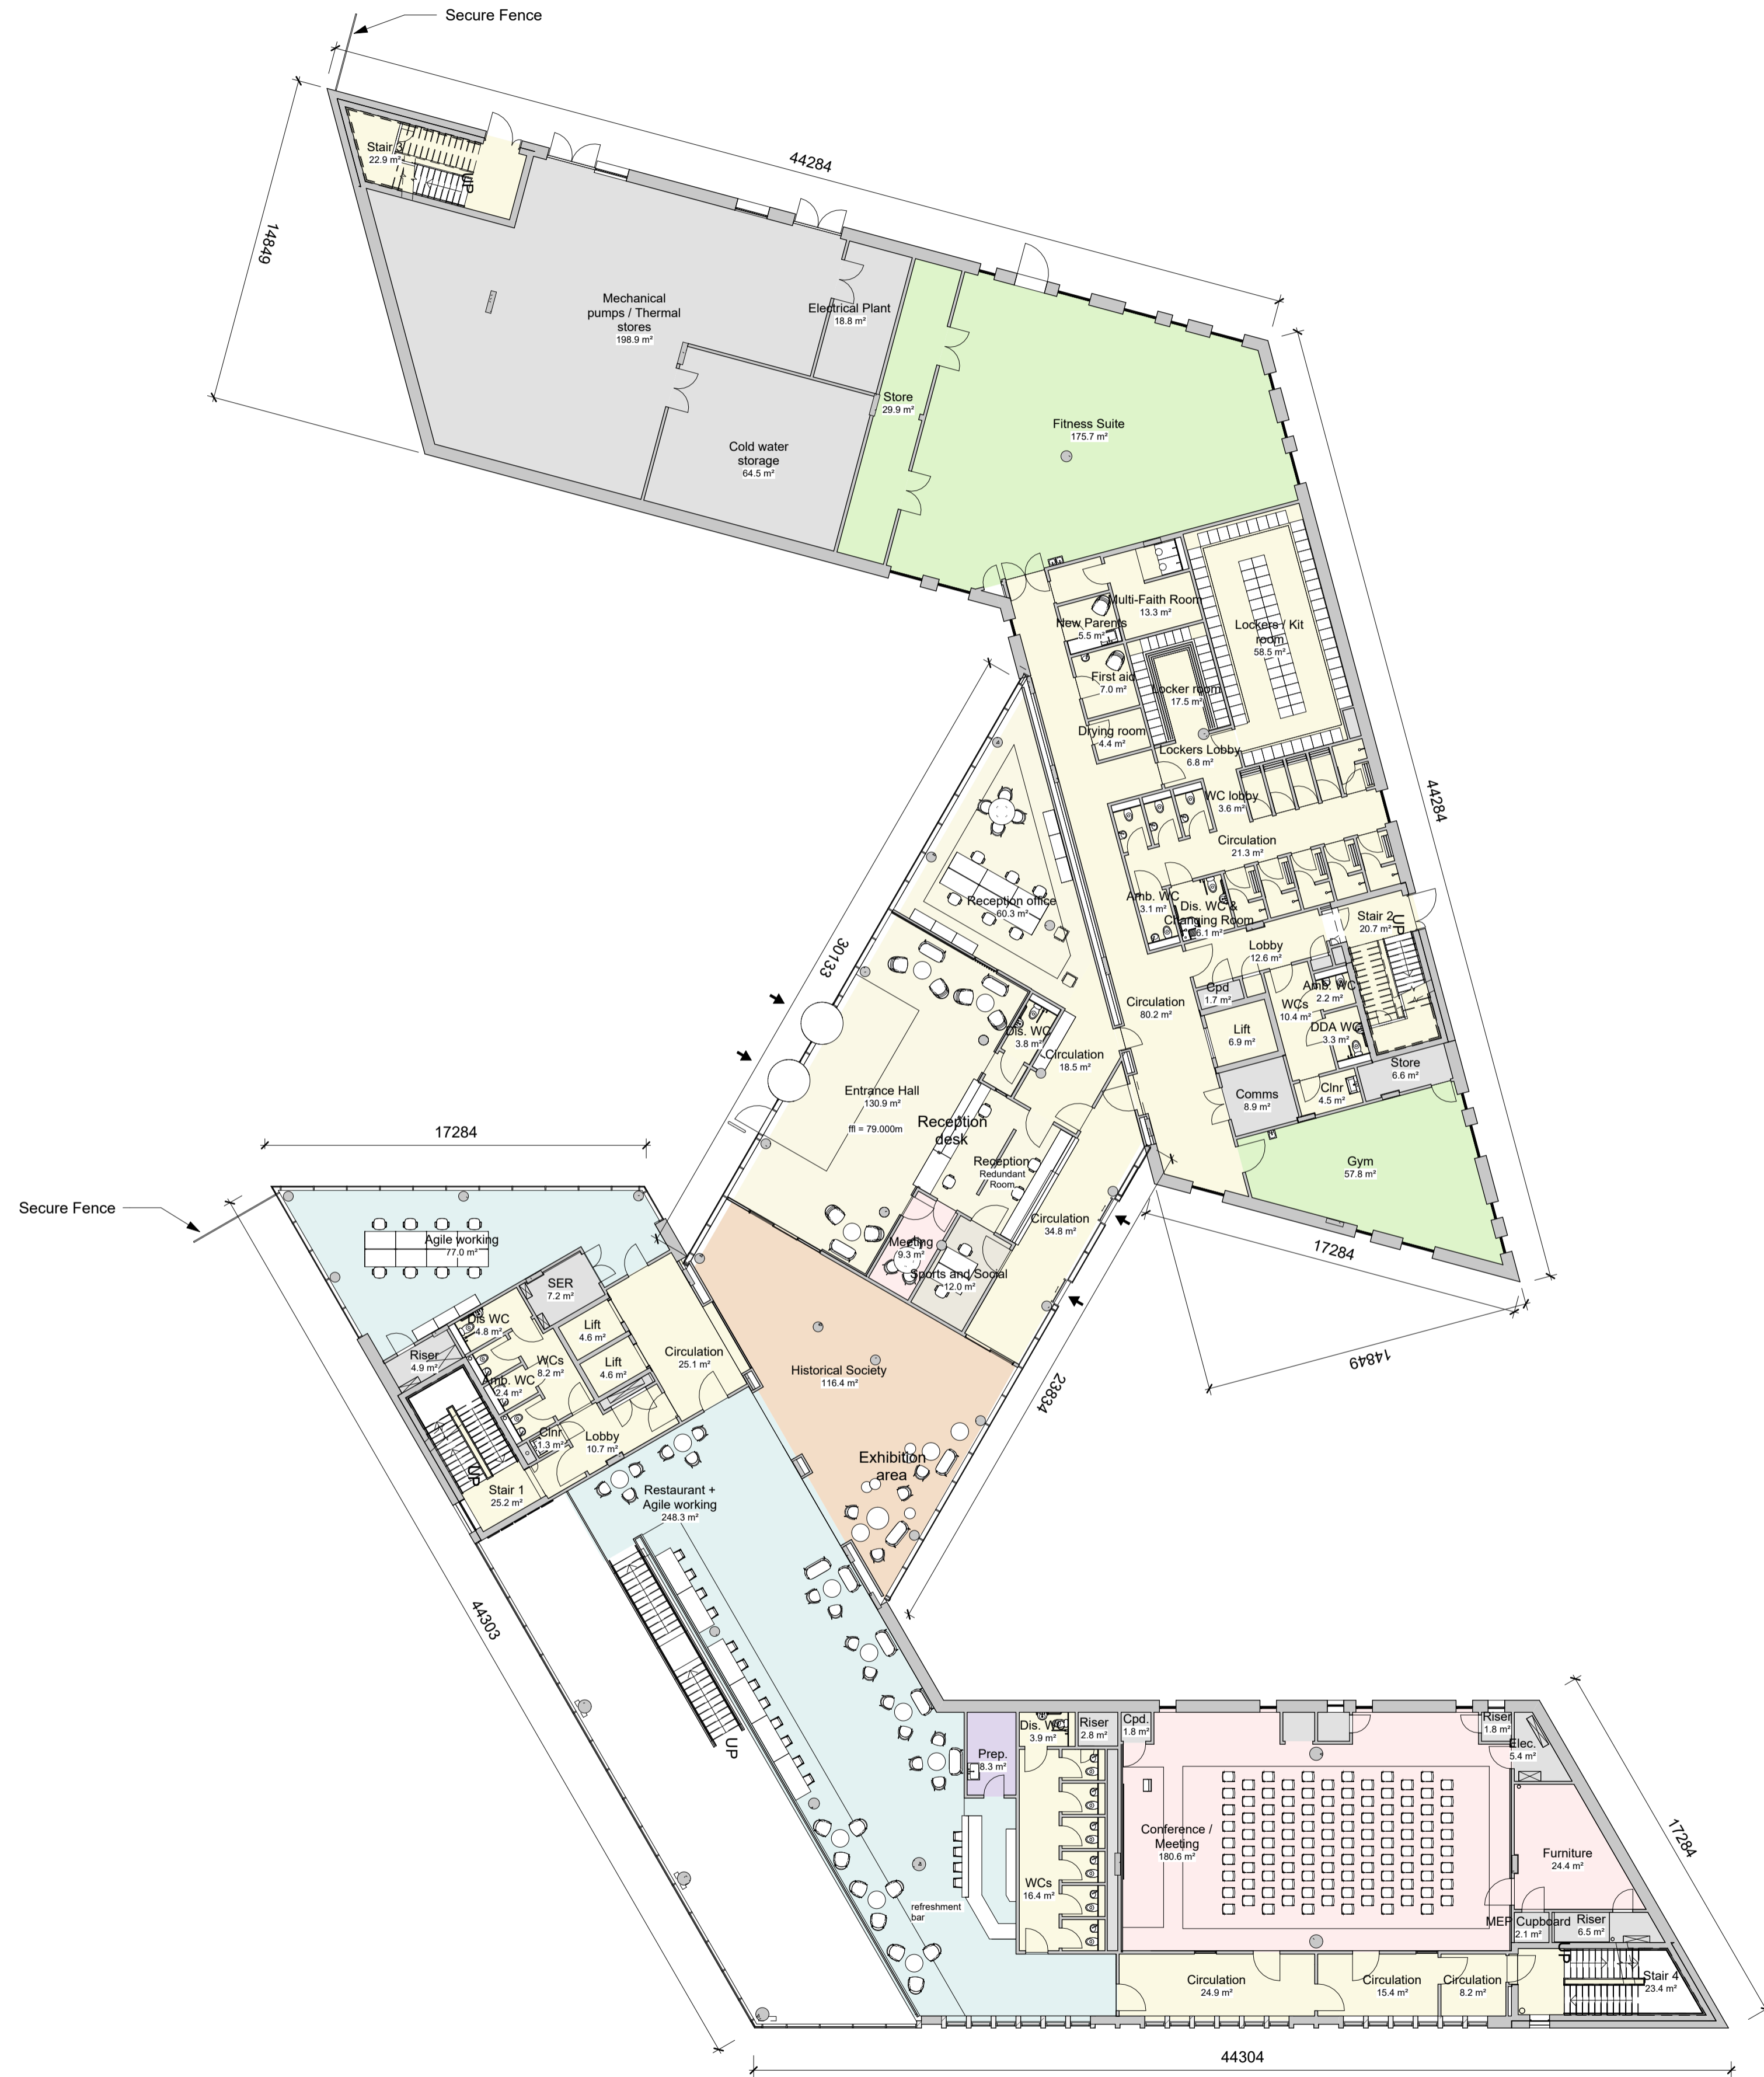 Secure Fence
44284
14849
Stair 3
22.9 m²
UP
Mechanical
pumps / Thermal
stores
198.9 m²
Electrical Plant
18.8 m²
Store
29.9 m²
Cold water
storage
64.5 m²
Fitness Suite
175.7 m²
Multi-Faith Room
13.3 m²
New Parents
5.5 m²
Lockers / Kit
room
58.5 m²
First aid
7.0 m²
Locker room
17.5 m²
Drying room
4.4 m²
Lockers Lobby
6.8 m²
WC lobby
3.6 m²
44284
Circulation
21.3 m²
Reception office
60.3 m²
Amb. WC
3.1 m²
Dis. WC &
Changing Room
6.1 m²
Stair 2
20.7 m²
UP
Lobby
12.6 m²
30133
Cpd
1.7 m²
Amb. WC
2.2 m²
WCs
10.4 m²
Circulation
80.2 m²
Lift
6.9 m²
DDA WC
3.3 m²
Dis. WC
3.8 m²
Circulation
18.5 m²
Store
6.6 m²
Entrance Hall
130.9 m²
ffl = 79.000m
Comms
8.9 m²
Clnr
4.5 m²
Reception
desk
17284
Reception
Redundant
Room
Gym
57.8 m²
Secure Fence
Circulation
34.8 m²
Agile working
77.0 m²
Meeting
9.3 m²
17284
Sports and Social
12.0 m²
SER
7.2 m²
Dis WC
4.8 m²
Lift
4.6 m²
Riser
4.9 m²
WCs
8.2 m²
Lift
4.6 m²
Circulation
25.1 m²
14849
Historical Society
116.4 m²
Amb. WC
2.4 m²
23834
Clnr
1.3 m²
Lobby
10.7 m²
UP
Exhibition
area
Stair 1
25.2 m²
Restaurant +
Agile working
248.3 m²
44303
UP
Prep.
8.3 m²
Dis. WC
3.9 m²
Riser
2.8 m²
Cpd.
1.8 m²
Riser
1.8 m²
Elec.
5.4 m²
Conference /
Meeting
180.6 m²
17284
Furniture
24.4 m²
WCs
16.4 m²
refreshment
bar
MEP Cupboard
2.1 m²
Riser
6.5 m²
UP
Circulation
24.9 m²
Circulation
15.4 m²
Circulation
8.2 m²
Stair 4
23.4 m²
44304